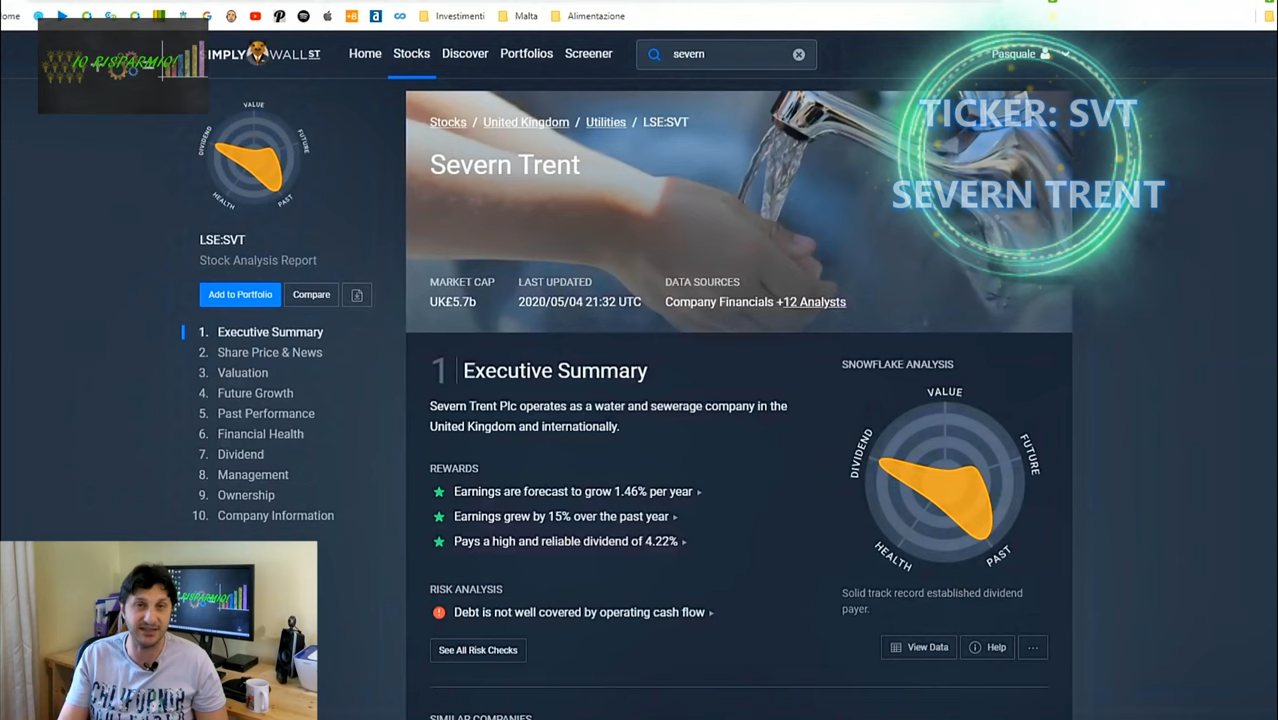 ome
Investimenti
Malta
Alimentazione
IO RISPARMIO!
SIMPLY WALL ST
Home
Stocks
Discover
Portfolios
Screener
severn
Pasquale
TICKER: SVT
SEVERN TRENT
VALUE
FUTURE
PAST
HEALTH
DIVIDEND
LSE:SVT
Stock Analysis Report
Add to Portfolio
Compare
1. Executive Summary
2. Share Price & News
3. Valuation
4. Future Growth
5. Past Performance
6. Financial Health
7. Dividend
8. Management
9. Ownership
10. Company Information
Stocks / United Kingdom / Utilities / LSE:SVT
Severn Trent
MARKET CAP
UK£5.7b
LAST UPDATED
2020/05/04 21:32 UTC
DATA SOURCES
Company Financials +12 Analysts
1 Executive Summary
Severn Trent Plc operates as a water and sewerage company in the
United Kingdom and internationally.
REWARDS
Earnings are forecast to grow 1.46% per year
Earnings grew by 15% over the past year
Pays a high and reliable dividend of 4.22%
RISK ANALYSIS
Debt is not well covered by operating cash flow
See All Risk Checks
SIMILAR COMPANIES
SNOWFLAKE ANALYSIS
VALUE
FUTURE
PAST
HEALTH
DIVIDEND
Solid track record established dividend
payer.
View Data
Help
...
RISPARMIO!
CALIFORNIA